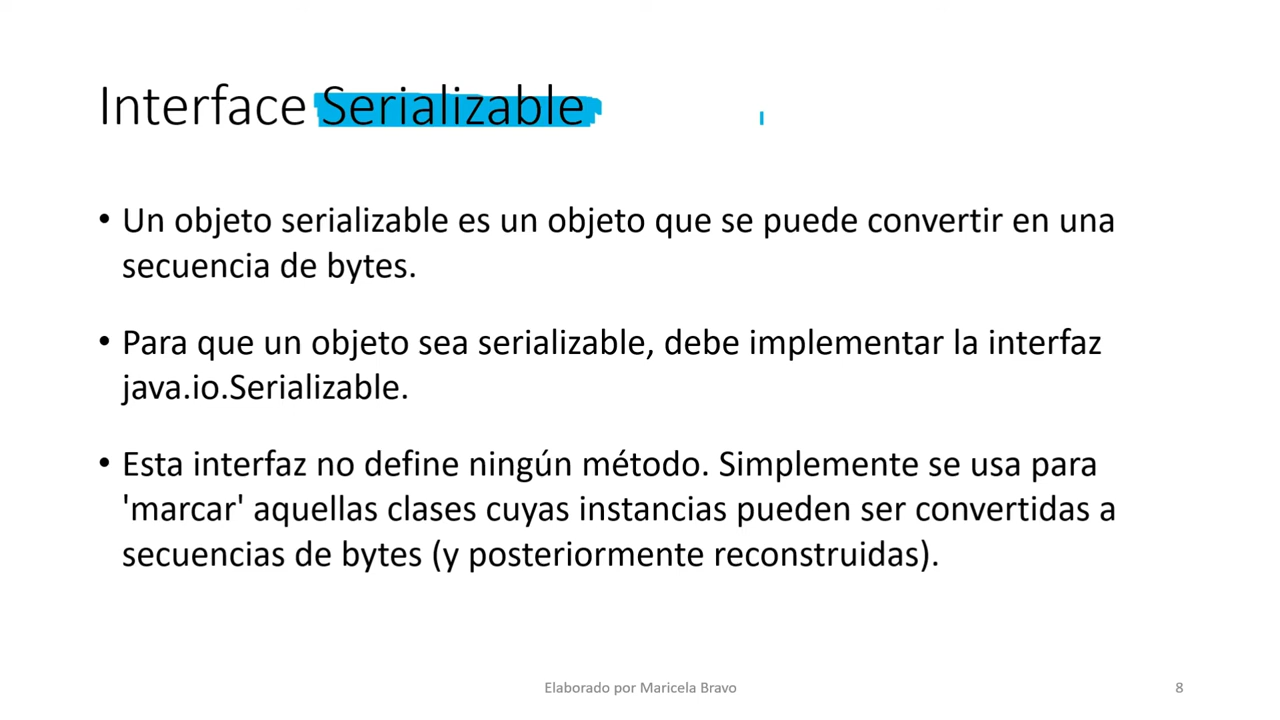 Interface Serializable
• Un objeto serializable es un objeto que se puede convertir en una
secuencia de bytes.
• Para que un objeto sea serializable, debe implementar la interfaz
java.io.Serializable.
• Esta interfaz no define ningún método. Simplemente se usa para
'marcar' aquellas clases cuyas instancias pueden ser convertidas a
secuencias de bytes (y posteriormente reconstruidas).
Elaborado por Maricela Bravo
8